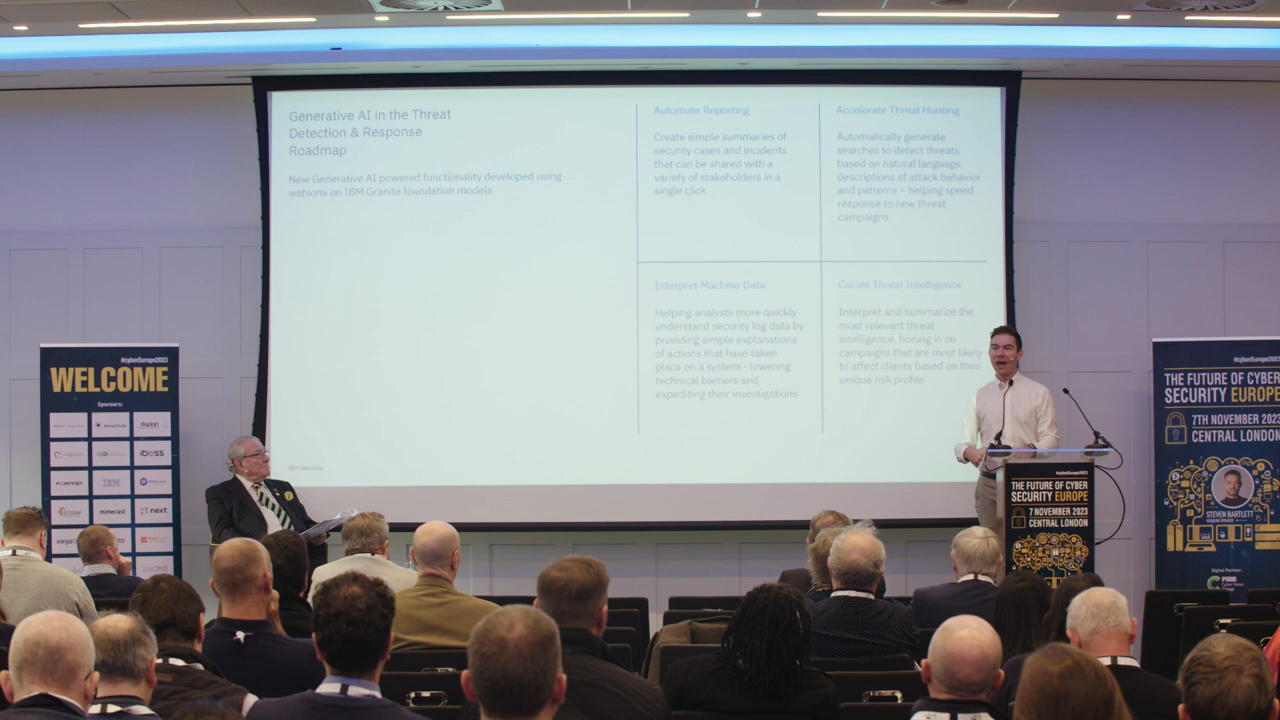 Generative AI in the Threat
Detection & Response
Roadmap
New Generative AI powered functionality developed using
watsonx on IBM Granite foundation models
Automate Reporting
Create simple summaries of
security cases and incidents
that can be shared with a
variety of stakeholders in a
single click
Accelerate Threat Hunting
Automatically generate
searches to detect threats
based on natural language
descriptions of attack behavior
and patterns – helping speed
response to new threat
campaigns
Interpret Machine Data
Helping analysts more quickly
understand security log data by
providing simple explanations
of actions that have taken
place on a system - lowering
technical barriers and
expediting their investigations
Curate Threat Intelligence
Interpret and summarize the
most relevant threat
intelligence, honing in on
campaigns that are most likely
to affect clients based on their
unique risk profile
IBM Security
#cyberEurope2023
WELCOME
Sponsors:
iboss
FORTINET
IBM
mimecast
next
#cyberEurope2023
THE FUTURE OF CYBER
SECURITY EUROPE
7 NOVEMBER 2023
CENTRAL LONDON
#cyberEurope2023
THE FUTURE OF CYBER
SECURITY EUROPE
7TH NOVEMBER 2023
CENTRAL LONDON
STEVEN BARTLETT
HEADLINE SPEAKER
Digital Partner: